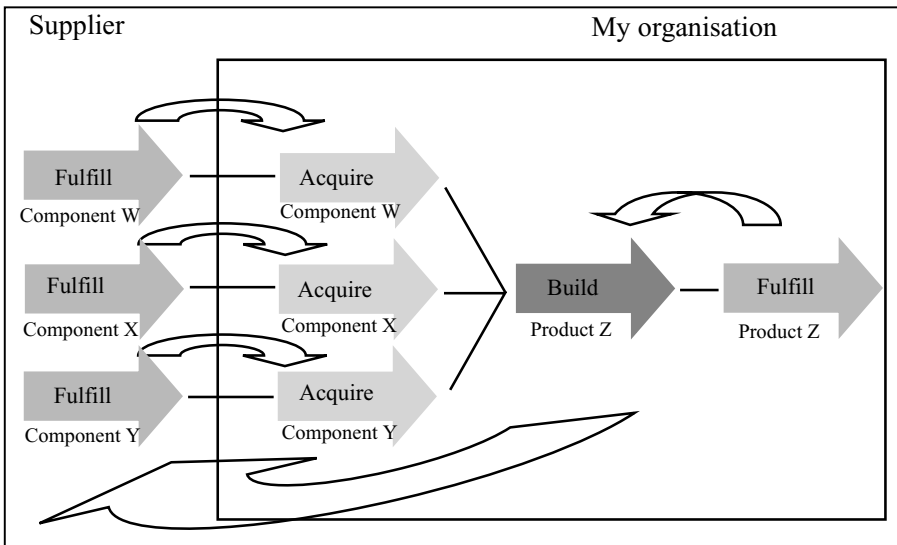 Supplier
My organisation
Fulfill
Component W
Acquire
Component W
Fulfill
Component X
Acquire
Component X
Build
Product Z
Fulfill
Product Z
Fulfill
Component Y
Acquire
Component Y